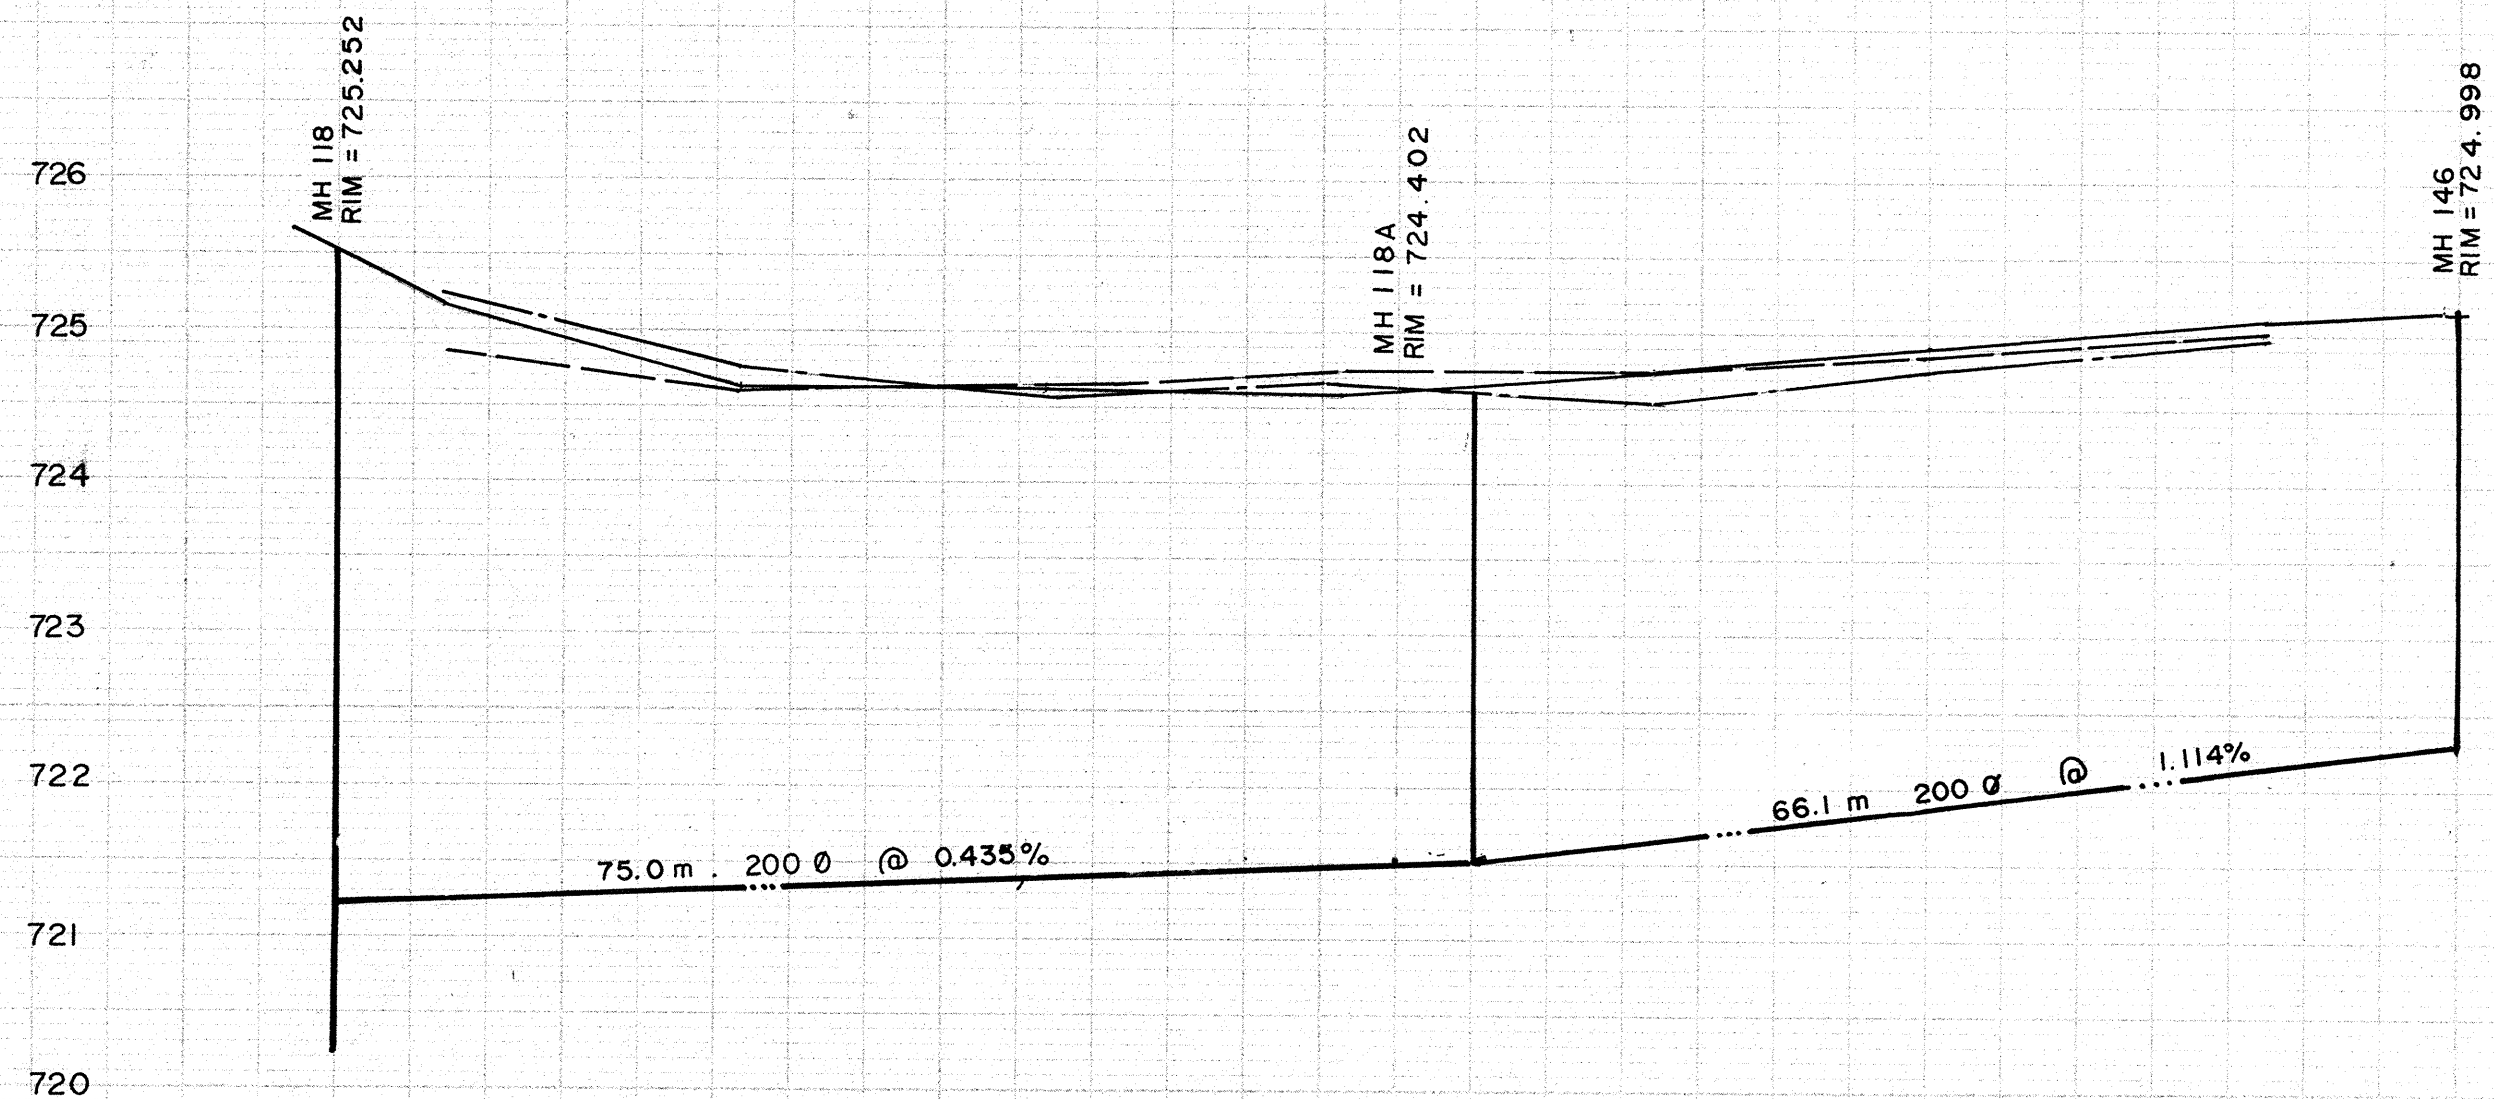 MH 118
RIM = 725.252
MH 118A
RIM = 724.402
MH 146
RIM = 724.998
726
725
724
723
722
721
720
75.0 m . 200 Ø @ 0.435%
66.1 m 200 Ø @ 1.114%